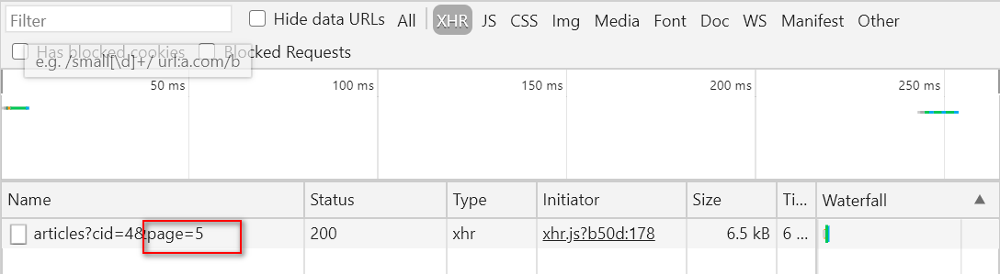 Filter Hide data URLs All XHR JS CSS Img Media Font Doc WS Manifest Other
Has blocked cookies Blocked Requests
e.g. /small[\d]+/ url:a.com/b
50 ms 100 ms 150 ms 200 ms 250 ms
Name Status Type Initiator Size Ti... Waterfall
articles?cid=4&page=5 200 xhr xhr.js?b50d:178 6.5 kB 6 ...